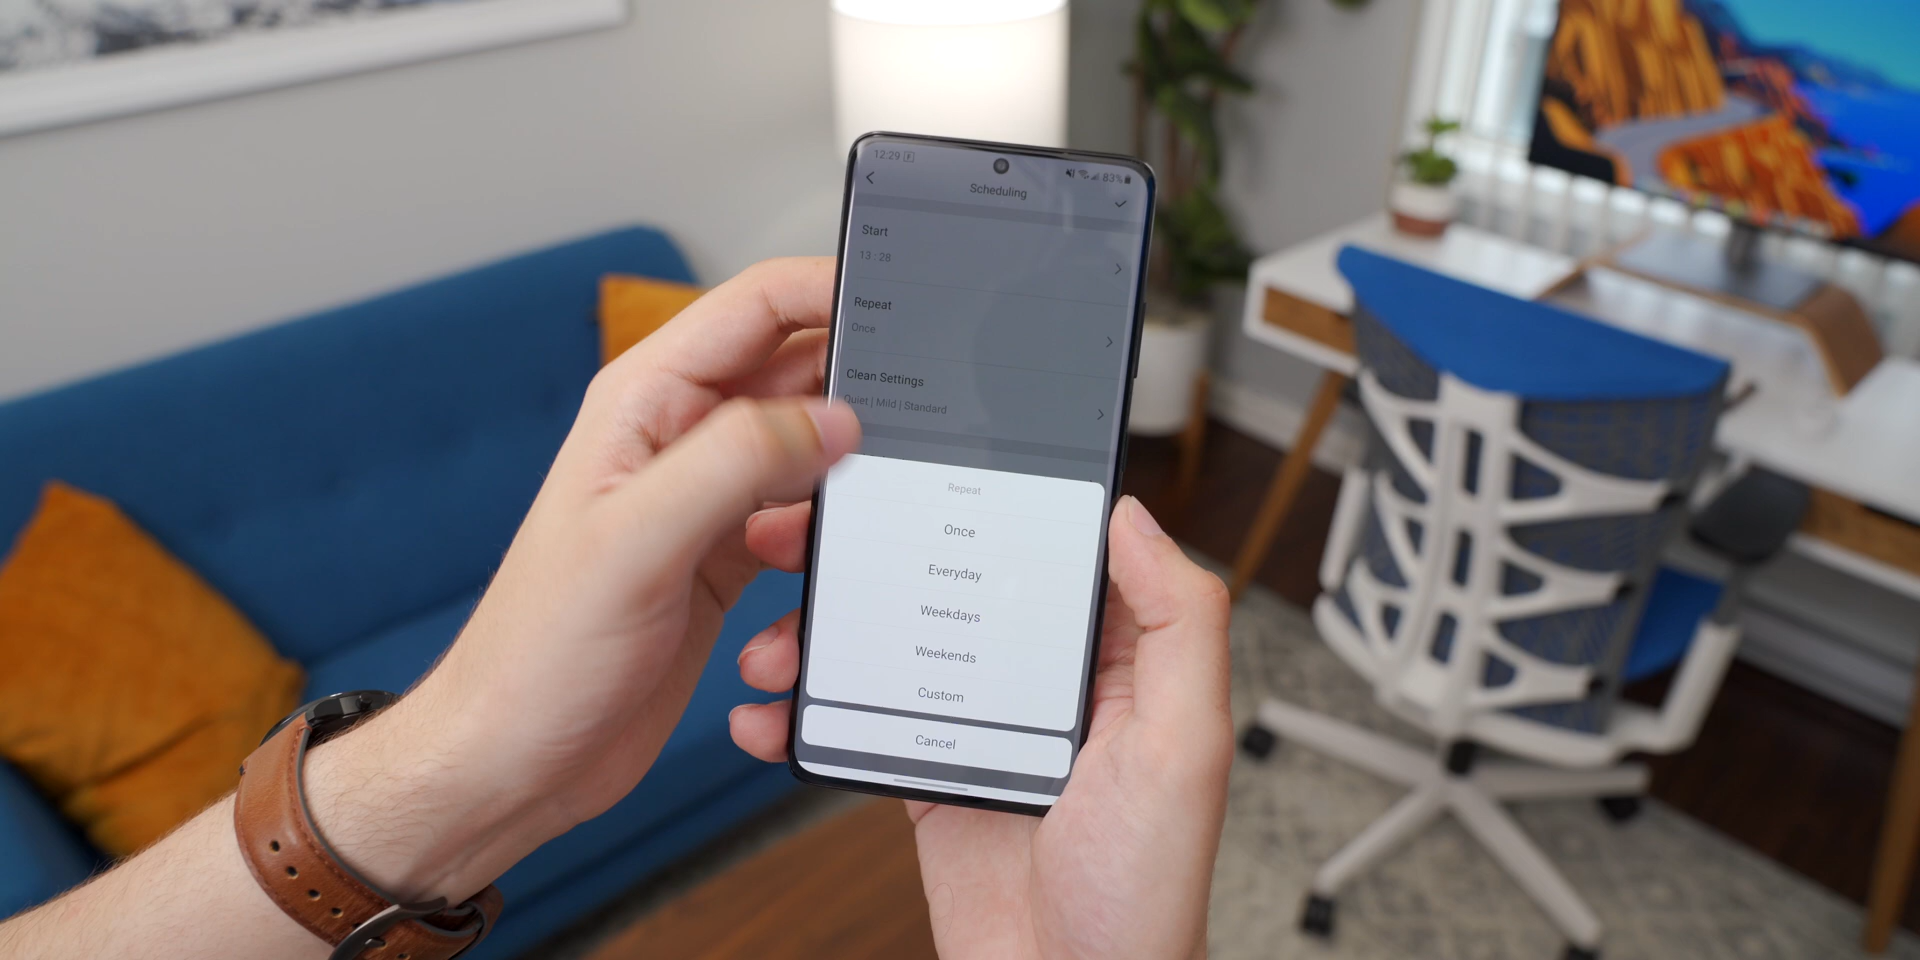 12:29
83%
Scheduling
Start
13 : 28
Repeat
Once
Clean Settings
Quiet | Mild | Standard
Repeat
Once
Everyday
Weekdays
Weekends
Custom
Cancel